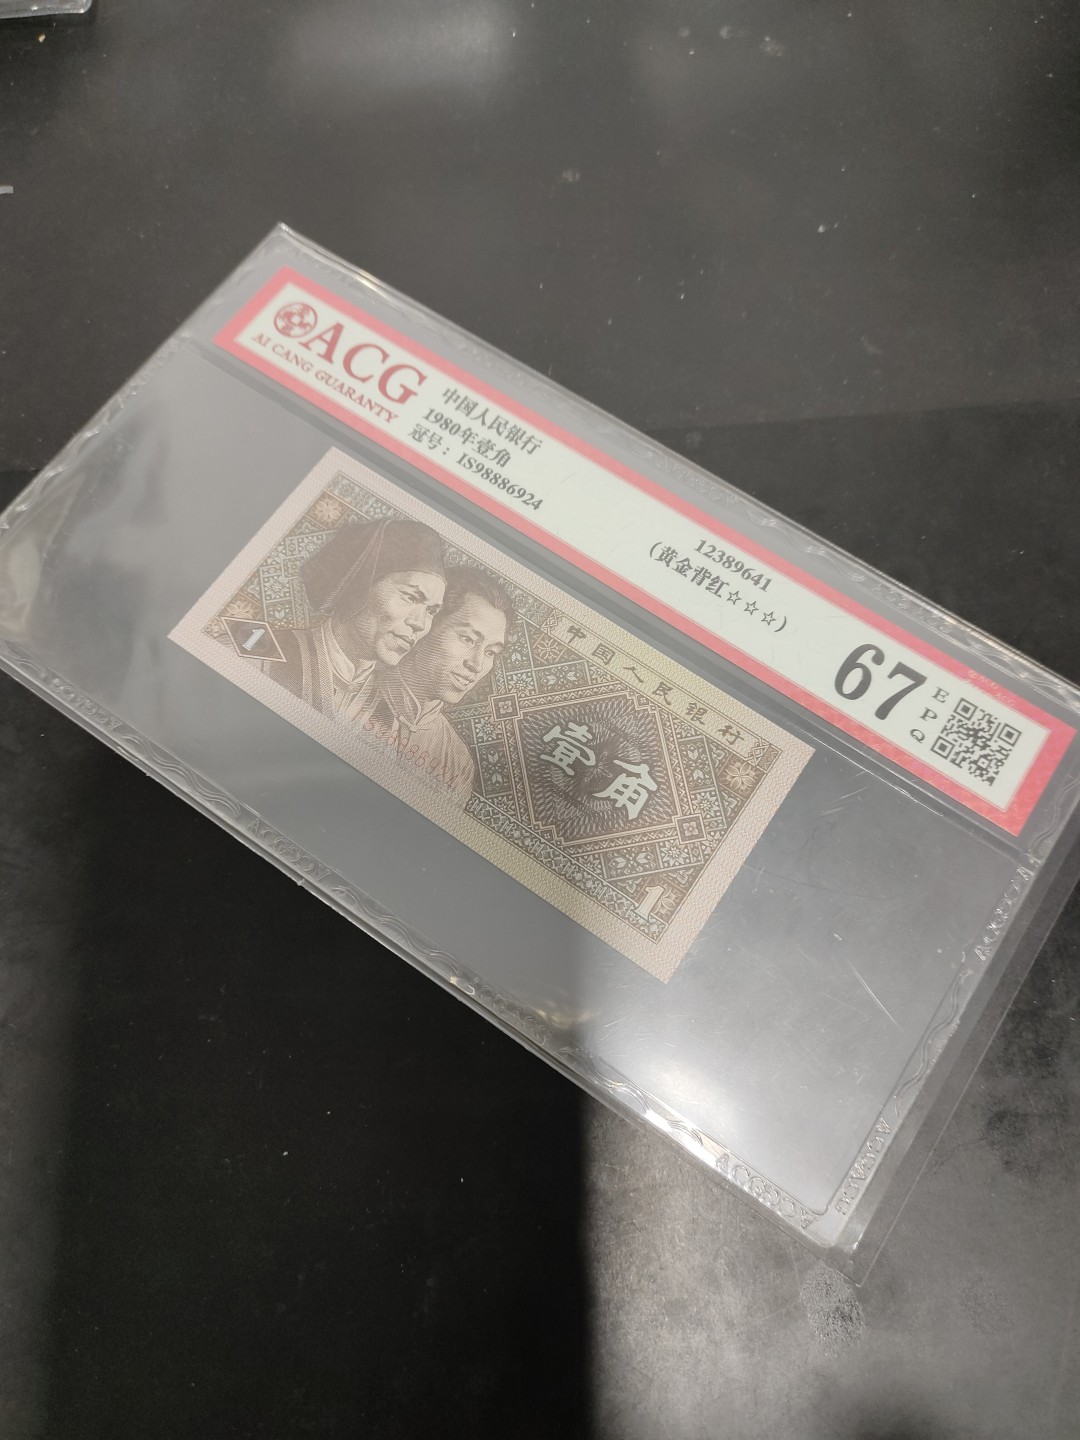 ACG
AI CANG GUARANTY
中国人民银行
1980年壹角
冠号：IS98886924
12389641
(黄金背红☆☆☆)
67
E
P
Q
中国人民银行
壹角
1
1